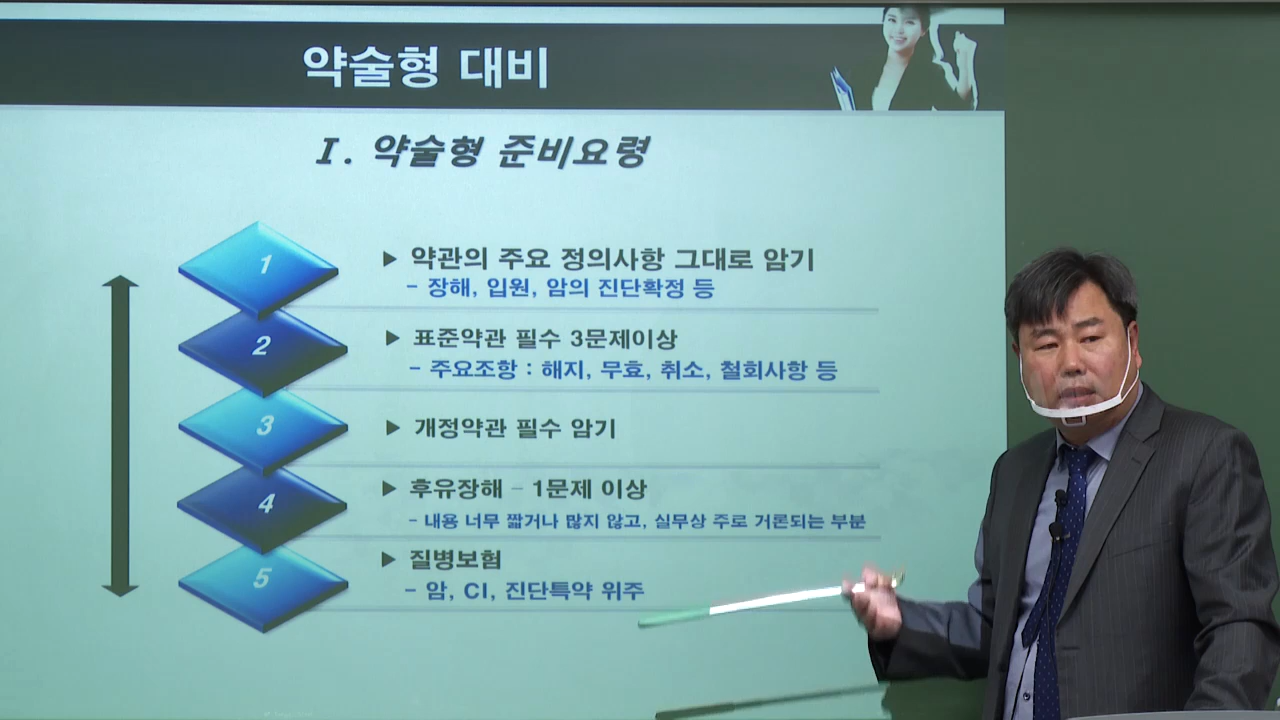 약술형 대비
I. 약술형 준비요령
1
▶ 약관의 주요 정의사항 그대로 암기
- 장해, 입원, 암의 진단확정 등
2
▶ 표준약관 필수 3문제이상
- 주요조항 : 해지, 무효, 취소, 철회사항 등
3
▶ 개정약관 필수 암기
4
▶ 후유장해 – 1문제 이상
- 내용 너무 짧거나 많지 않고, 실무상 주로 거론되는 부분
5
▶ 질병보험
- 암, CI, 진단특약 위주